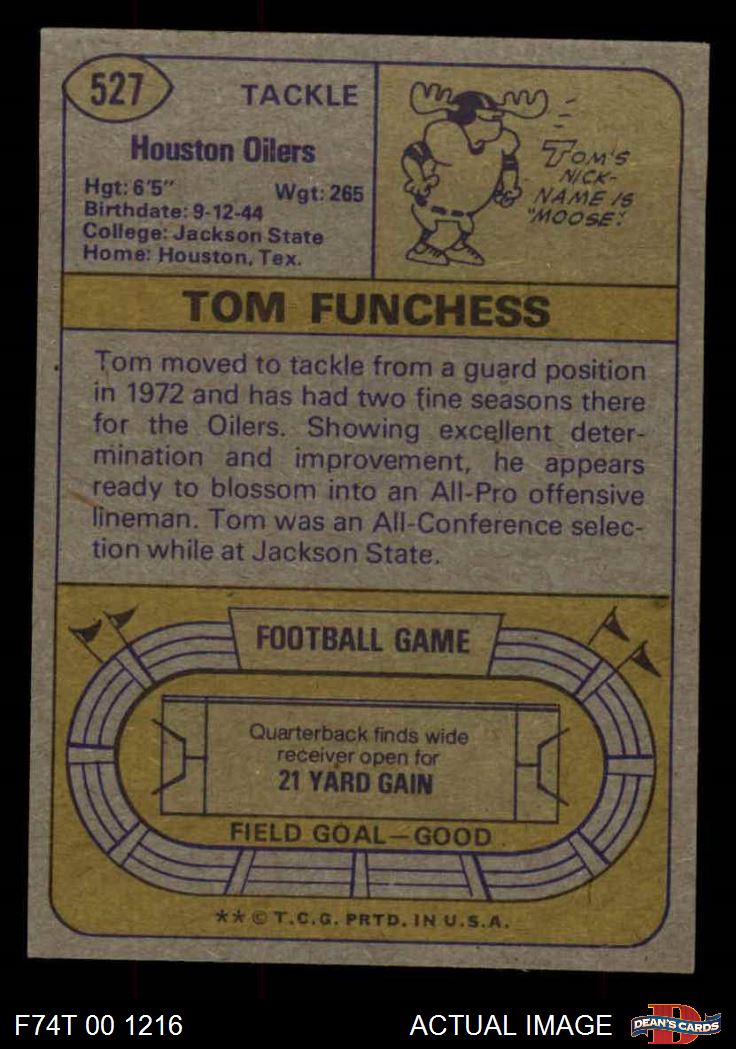 527
TACKLE
Houston Oilers
Hgt: 6'5" Wgt: 265
Birthdate: 9-12-44
College: Jackson State
Home: Houston, Tex.
TOM'S
NICK-
NAME IS
"MOOSE".
TOM FUNCHESS
Tom moved to tackle from a guard position
in 1972 and has had two fine seasons there
for the Oilers. Showing excellent deter-
mination and improvement, he appears
ready to blossom into an All-Pro offensive
lineman. Tom was an All-Conference selec-
tion while at Jackson State.
FOOTBALL GAME
Quarterback finds wide
receiver open for
21 YARD GAIN
FIELD GOAL—GOOD
**© T.C.G. PRTD. IN U.S.A.
F74T 00 1216
ACTUAL IMAGE
D
DEAN'S CARDS